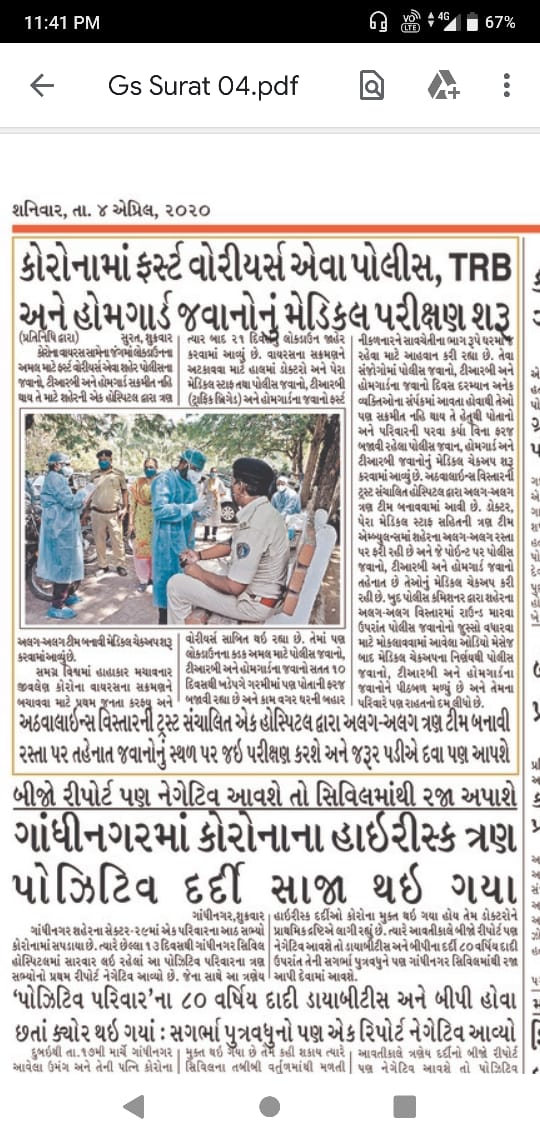 11:41 PM
VO LTE 4G 67%
Gs Surat 04.pdf
શનિવાર, તા. ૪ એપ્રિલ, ૨૦૨૦
કોરોનામાં ફર્સ્ટ વોરીયર્સ એવા પોલીસ, TRB
અને હોમગાર્ડ જવાનોનું મેડિકલ પરીક્ષણ શરૂ
(પ્રતિનિધિ દ્વારા) સુરત, શુક્રવાર
કોરોના વાયરસ સામેના જંગમાં લોકડાઉનના
અમલ માટે ફર્સ્ટ વોરીયર્સ એવા શહેર પોલીસના
જવાનો, ટીઆરબી અને હોમગાર્ડ સંક્રમીત નહિ
થાય તે માટે શહેરની એક હોસ્પિટલ દ્વારા ત્રણ
અલગ-અલગ ટીમ બનાવી મેડિકલ ચેકઅપ શરૂ
કરવામાં આવ્યું છે.
સમગ્ર વિશ્વમાં હાહાકાર મચાવનાર
જીવલેણ કોરોના વાયરસના સંક્રમણને
બચાવવા માટે પ્રથમ જનતા કરફ્યુ અને
ત્યાર બાદ ૨૧ દિવસનું લોકડાઉન જાહેર
કરવામાં આવ્યું છે. વાયરસના સંક્રમણને
અટકાવવા માટે હાલમાં ડોક્ટરો અને પેરા
મેડિકલ સ્ટાફ તથા પોલીસ જવાનો, ટીઆરબી
(ટ્રાફિક બ્રિગેડ) અને હોમગાર્ડના જવાનો ફર્સ્ટ
વોરીયર્સ સાબિત થઇ રહ્યા છે. તેમાં પણ
લોકડાઉનના કડક અમલ માટે પોલીસ જવાનો,
ટીઆરબી અને હોમગાર્ડના જવાનો સતત ૧૦
દિવસથી ખડેપગે ગરમીમાં પણ પોતાની ફરજ
બજાવી રહ્યા છે અને કામ વગર ઘરની બહાર
નીકળનારને સાવચેતીના ભાગ રૂપે ઘરમાં જ
રહેવા માટે આહવાન કરી રહ્યા છે. તેવા
સંજોગોમાં પોલીસ જવાનો, ટીઆરબી અને
હોમગાર્ડના જવાનો દિવસ દરમ્યાન અનેક
વ્યક્તિઓના સંપર્કમાં આવતા હોવાથી તેઓ
પણ સંક્રમીત નહિ થાય તે હેતુથી પોતાનો
અને પરિવારની પરવા કર્યા વિના ફરજ
બજાવી રહેલા પોલીસ જવાન, હોમગાર્ડ અને
ટીઆરબી જવાનોનું મેડિકલ ચેકઅપ શરૂ
કરવામાં આવ્યું છે. અઠવાલાઇન્સ વિસ્તારની
ટ્રસ્ટ સંચાલિત હોસ્પિટલ દ્વારા અલગ-અલગ
ત્રણ ટીમ બનાવવામાં આવી છે. ડોક્ટર,
પેરા મેડિકલ સ્ટાફ સહિતની ત્રણ ટીમ
એમ્બ્યુલન્સમાં શહેરના અલગ-અલગ રસ્તા
પર ફરી રહી છે અને જે પોઇન્ટ પર પોલીસ
જવાનો, ટીઆરબી અને હોમગાર્ડ જવાનો
તહેનાત છે તેઓનું મેડિકલ ચેકઅપ કરી
રહી છે. ખુદ પોલીસ કમિશનર દ્વારા શહેરના
અલગ-અલગ વિસ્તારમાં રાઉન્ડ મારવા
ઉપરાંત પોલીસ જવાનોનો જુસ્સો વધારવા
માટે મોકલાવવામાં આવેલા ઓડિયો મેસેજ
બાદ મેડિકલ ચેકઅપના નિર્ણયથી પોલીસ
જવાનો, ટીઆરબી અને હોમગાર્ડના
જવાનોને પીઠબળ મળ્યું છે અને તેમના
પરિવારે પણ રાહતનો દમ લીધો છે.
અઠવાલાઇન્સ વિસ્તારની ટ્રસ્ટ સંચાલિત એક હોસ્પિટલ દ્વારા અલગ-અલગ ત્રણ ટીમ બનાવી
રસ્તા પર તહેનાત જવાનોનું સ્થળ પર જઇ પરીક્ષણ કરશે અને જરૂર પડીએ દવા પણ આપશે
બીજો રીપોર્ટ પણ નેગેટિવ આવશે તો સિવિલમાંથી રજા અપાશે
ગાંધીનગરમાં કોરોનાના હાઇરીસ્ક ત્રણ
પોઝિટિવ દર્દી સાજા થઇ ગયા
ગાંધીનગર,શુક્રવાર
ગાંધીનગર શહેરના સેક્ટર-૨૯માં એક પરિવારના આઠ સભ્યો
કોરોનામાં સપડાયા છે. ત્યારે છેલ્લા ૧૩ દિવસથી ગાંધીનગર સિવિલ
હોસ્પિટલમાં સારવાર લઇ રહેલાં આ પોઝિટિવ પરિવારના ત્રણ
સભ્યોનો પ્રથમ રીપોર્ટ નેગેટિવ આવ્યો છે. જેના સાથે આ ત્રણેય
હાઇરીસ્ક દર્દીઓ કોરોના મુક્ત થઇ ગયા હોય તેમ ડોક્ટરોને
પ્રાથમિક દ્રષ્ટિએ લાગી રહ્યું છે. ત્યારે આવતીકાલે બીજો રીપોર્ટ પણ
નેગેટિવ આવશે તો ડાયાબીટીસ અને બીપીના દર્દી ૮૦ વર્ષિય દાદી
ઉપરાંત તેની સગર્ભા પુત્રવધુને પણ ગાંધીનગર સિવિલમાંથી રજા
આપી દેવામાં આવશે.
'પોઝિટિવ પરિવાર'ના ૮૦ વર્ષિય દાદી ડાયાબીટીસ અને બીપી હોવા
છતાં ક્યોર થઇ ગયાં : સગર્ભા પુત્રવધુનો પણ એક રિપોર્ટ નેગેટિવ આવ્યો
દુબઇથી તા.૧૭મી માર્ચે ગાંધીનગર
આવેલા ઉમંગ અને તેની પત્નિ કોરોના
મુક્ત થઇ ગયા છે તેમ કહી શકાય ત્યારે
સિવિલના તબીબી વર્તુળમાંથી મળતી
આવતીકાલે ત્રણેય દર્દીનો બીજો રીપોર્ટ
પણ નેગેટિવ આવશે તો પોઝિટિવ